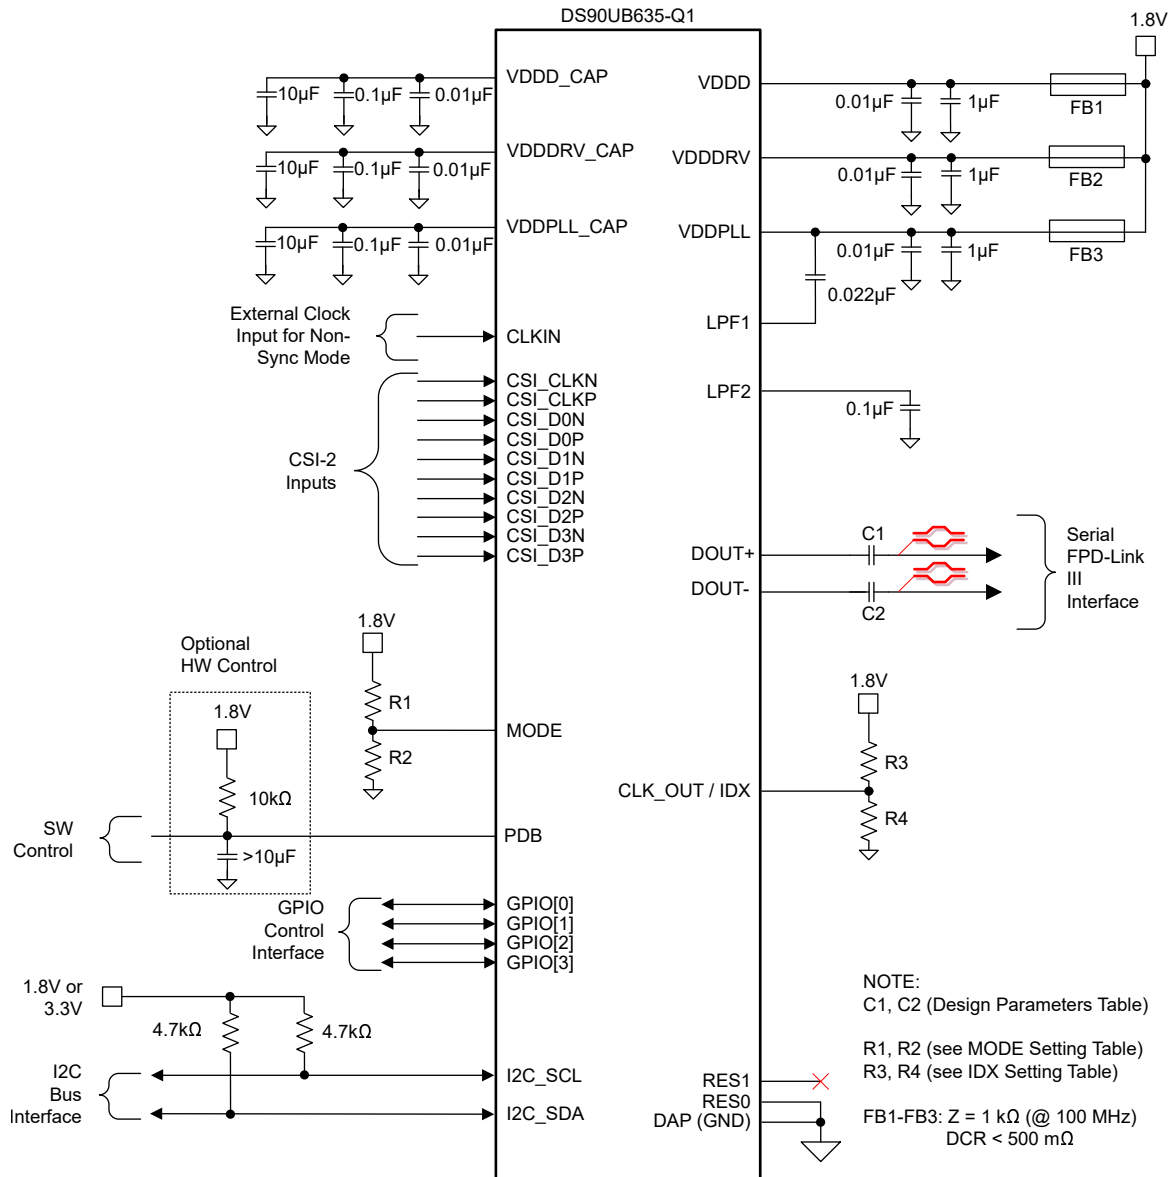 DS90UB635-Q1
1.8V
VDDD_CAP
10µF
0.1µF
0.01µF
VDDD
0.01µF
1µF
FB1
VDDDRV_CAP
10µF
0.1µF
0.01µF
VDDDRV
0.01µF
1µF
FB2
VDDPLL_CAP
10µF
0.1µF
0.01µF
VDDPLL
0.01µF
1µF
FB3
0.022µF
External Clock
Input for Non-
Sync Mode
CLKIN
LPF1
CSI-2
Inputs
CSI_CLKN
CSI_CLKP
CSI_D0N
CSI_D0P
CSI_D1N
CSI_D1P
CSI_D2N
CSI_D2P
CSI_D3N
CSI_D3P
LPF2
0.1µF
DOUT+
C1
DOUT-
C2
Serial
FPD-Link
III
Interface
1.8V
R1
R2
MODE
Optional
HW Control
1.8V
10kΩ
>10µF
SW
Control
PDB
1.8V
R3
R4
CLK_OUT / IDX
GPIO
Control
Interface
GPIO[0]
GPIO[1]
GPIO[2]
GPIO[3]
1.8V or
3.3V
4.7kΩ
4.7kΩ
I2C
Bus
Interface
I2C_SCL
I2C_SDA
RES1
RES0
DAP (GND)
NOTE:
C1, C2 (Design Parameters Table)
R1, R2 (see MODE Setting Table)
R3, R4 (see IDX Setting Table)
FB1-FB3: Z = 1 kΩ (@ 100 MHz)
DCR < 500 mΩ